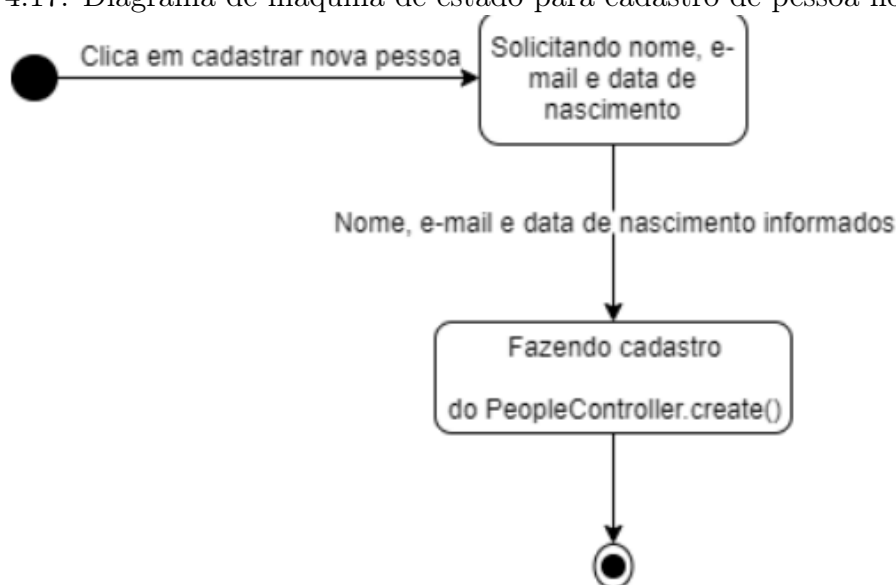 4.17: Diagrama de máquina de estado para cadastro de pessoa no
Clica em cadastrar nova pessoa
Solicitando nome, e-
mail e data de
nascimento
Nome, e-mail e data de nascimento informados
Fazendo cadastro
do PeopleController.create()